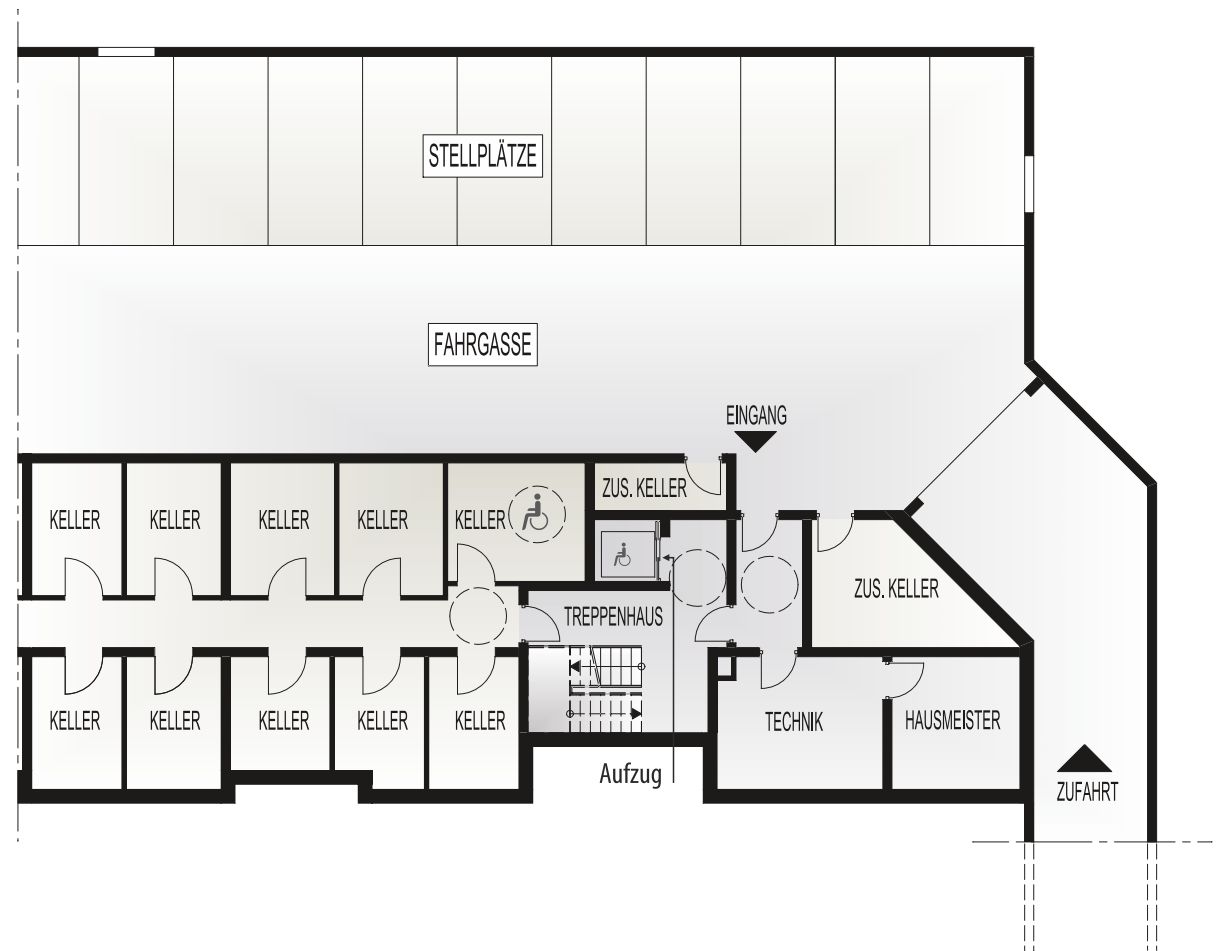 STELLPLÄTZE
FAHRGASSE
EINGANG
ZUS. KELLER
KELLER
KELLER
KELLER
KELLER
KELLER
ZUS. KELLER
TREPPENHAUS
KELLER
KELLER
KELLER
KELLER
KELLER
TECHNIK
HAUSMEISTER
Aufzug
ZUFAHRT